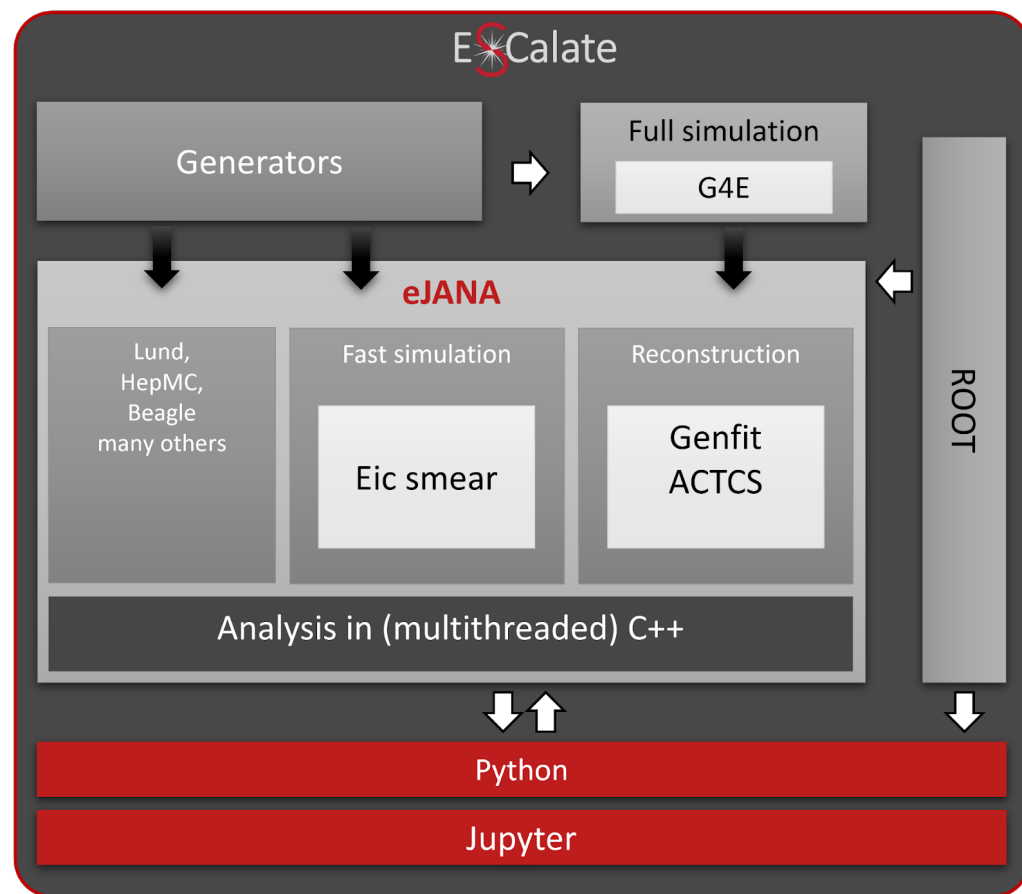 ESCalate
Generators
Full simulation
G4E
eJANA
Lund,
HepMC,
Beagle
many others
Fast simulation
Eic smear
Reconstruction
Genfit
ACTCS
ROOT
Analysis in (multithreaded) C++
Python
Jupyter